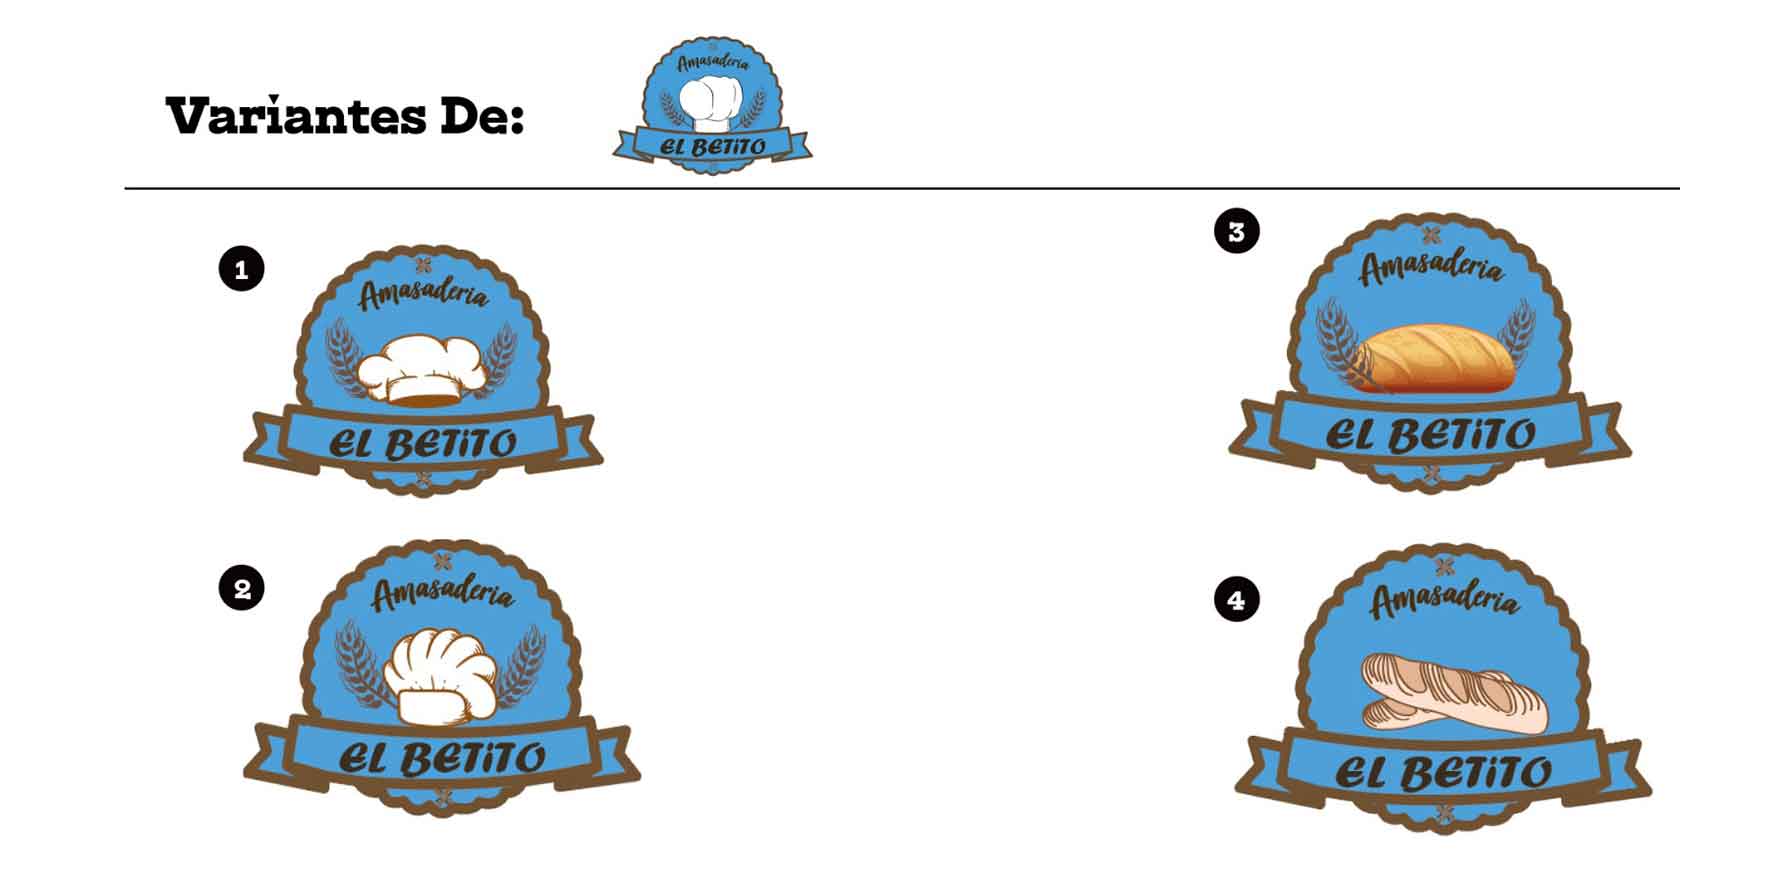 Variantes De:
Amasaderia
EL BETiTO
1
Amasaderia
EL BETiTO
2
Amasaderia
EL BETiTO
3
Amasaderia
EL BETiTO
4
Amasaderia
EL BETiTO